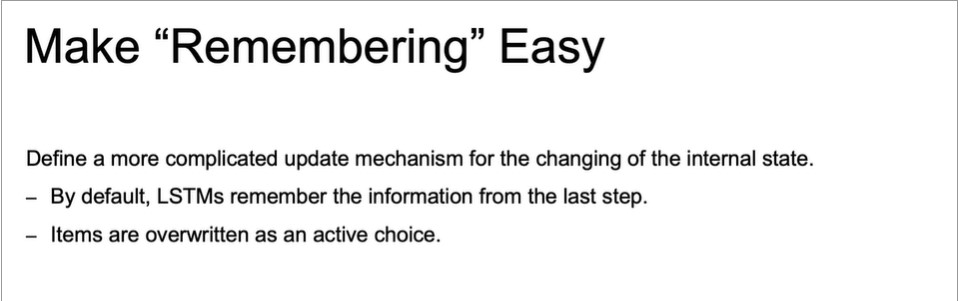 Make “Remembering” Easy
Define a more complicated update mechanism for the changing of the internal state.
– By default, LSTMs remember the information from the last step.
– Items are overwritten as an active choice.